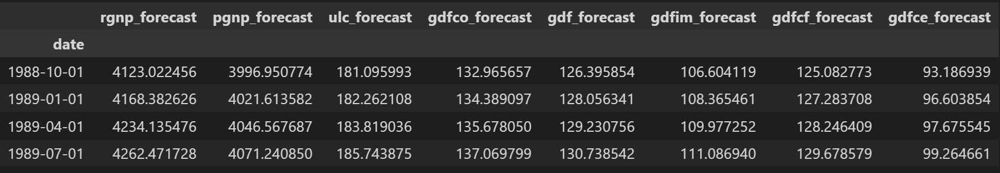 rgnp_forecast pgnp_forecast ulc_forecast gdfco_forecast gdf_forecast gdfim_forecast gdfcf_forecast gdfce_forecast
date
1988-10-01 4123.022456 3996.950774 181.095993 132.965657 126.395854 106.604119 125.082773 93.186939
1989-01-01 4168.382626 4021.613582 182.262108 134.389097 128.056341 108.365461 127.283708 96.603854
1989-04-01 4234.135476 4046.567687 183.819036 135.678050 129.230756 109.977252 128.246409 97.675545
1989-07-01 4262.471728 4071.240850 185.743875 137.069799 130.738542 111.086940 129.678579 99.264661